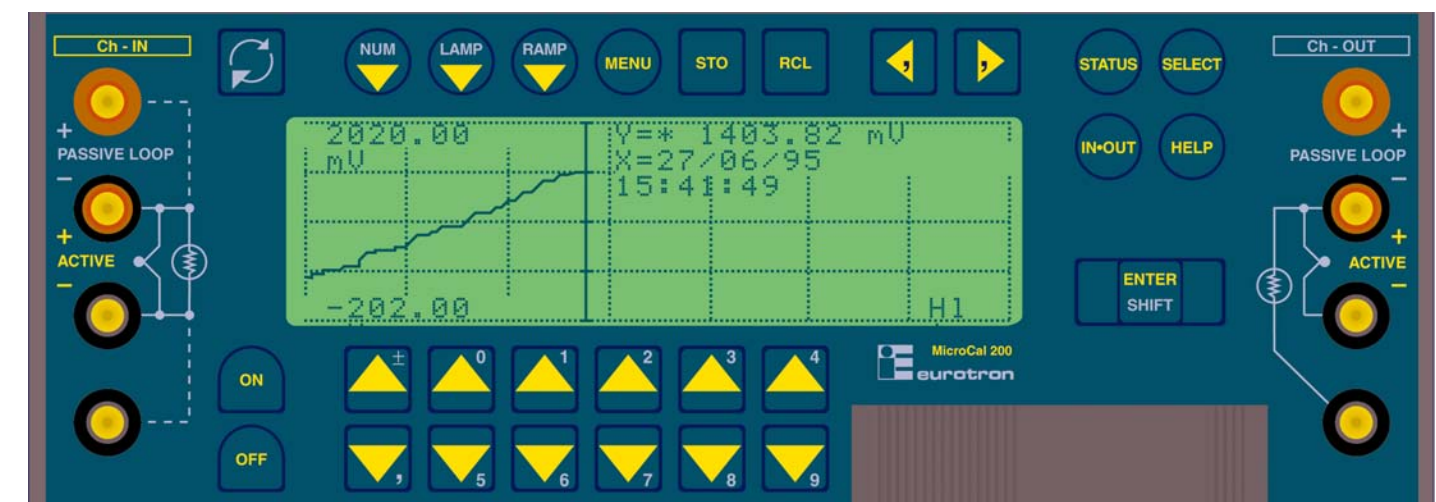 Ch - IN
NUM LAMP RAMP MENU STO RCL , , STATUS SELECT
Ch - OUT
+
PASSIVE LOOP
−
+
ACTIVE
−
2020.00
mV
Y=* 1403.82 mV
X=27/06/95
15:41:49
-202.00
H1
IN•OUT HELP
+
PASSIVE LOOP
−
+
ACTIVE
−
ENTER
SHIFT
ON
± 0 1 2 3 4
MicroCal 200
eurotron
OFF
, 5 6 7 8 9